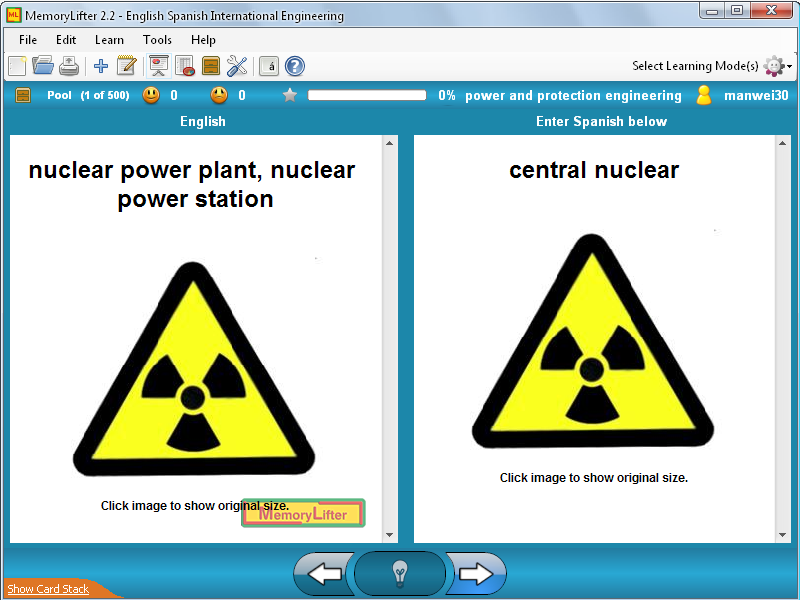 ML MemoryLifter 2.2 - English Spanish International Engineering
File Edit Learn Tools Help
á ? Select Learning Mode(s)
Pool (1 of 500) 0 0 0% power and protection engineering manwei30
English Enter Spanish below
nuclear power plant, nuclear
power station
central nuclear
Click image to show original size.
MemoryLifter
Click image to show original size.
Show Card Stack